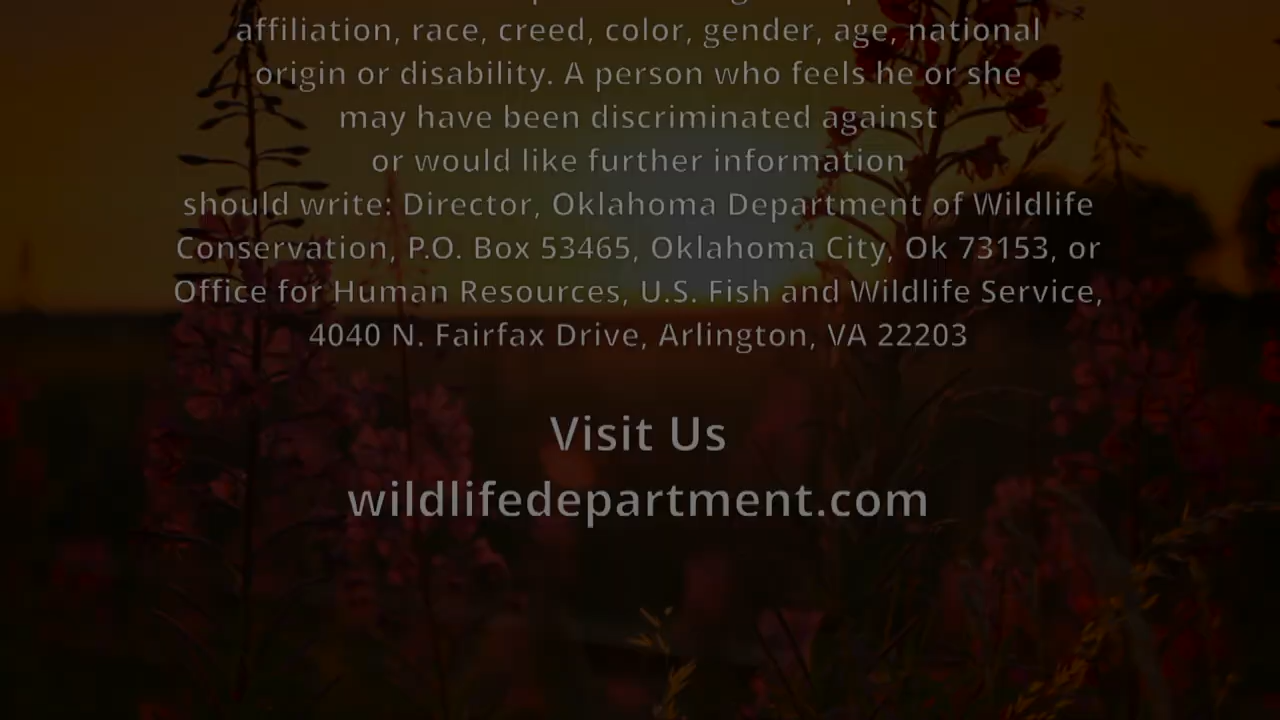 affiliation, race, creed, color, gender, age, national
origin or disability. A person who feels he or she
may have been discriminated against
or would like further information
should write: Director, Oklahoma Department of Wildlife
Conservation, P.O. Box 53465, Oklahoma City, Ok 73153, or
Office for Human Resources, U.S. Fish and Wildlife Service,
4040 N. Fairfax Drive, Arlington, VA 22203
Visit Us
wildlifedepartment.com